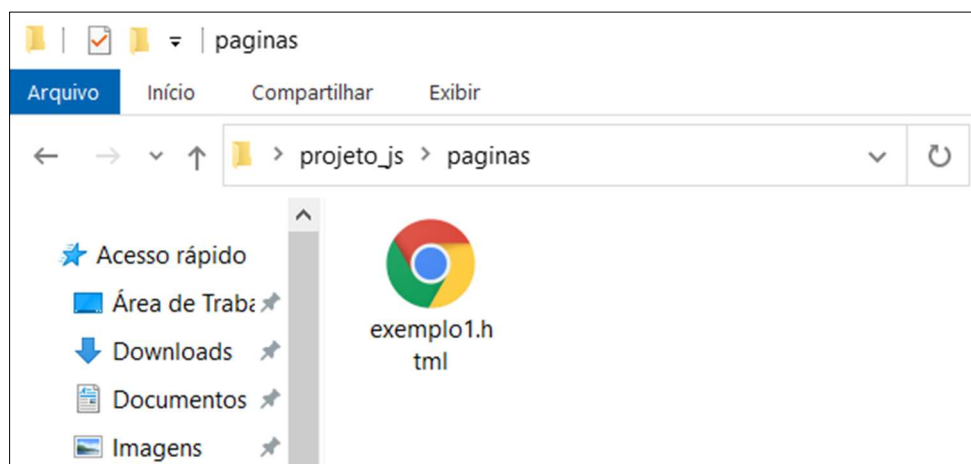 paginas
Arquivo Início Compartilhar Exibir
projeto_js > paginas
Acesso rápido
Área de Traba
Downloads
Documentos
Imagens
exemplo1.h
tml